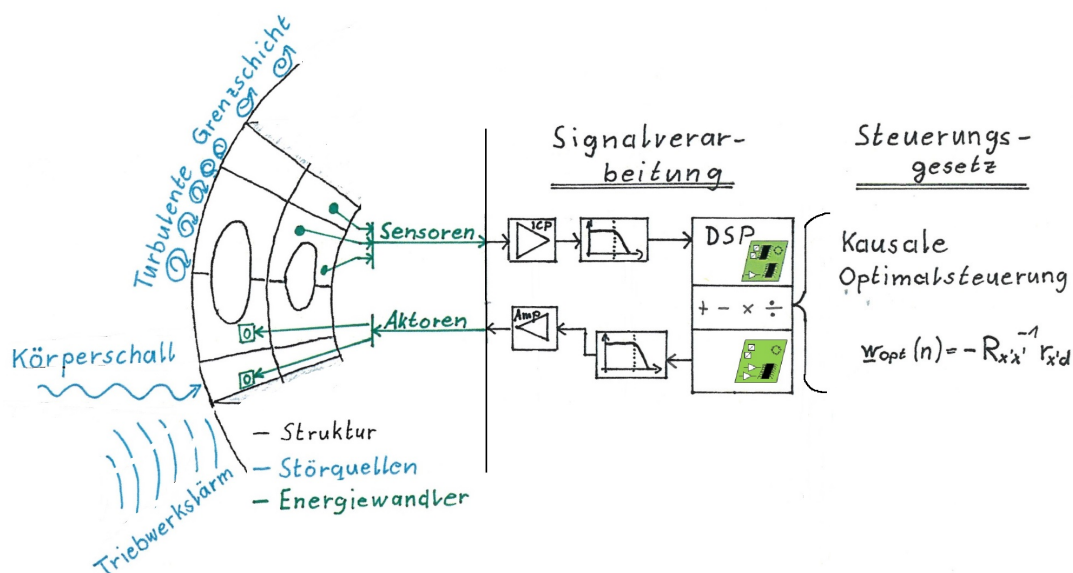 Turbulente Grenzschicht
Körperschall
Triebwerkslärm
— Struktur
— Störquellen
— Energiewandler
Sensoren
Aktoren
Signalverar-
beitung
ICP
Amp
DSP
+ - × ÷
Steuerungs-
gesetz
Kausale
Optimalsteuerung
w_opt (n) = - R_x'x'^-1 r_x'd